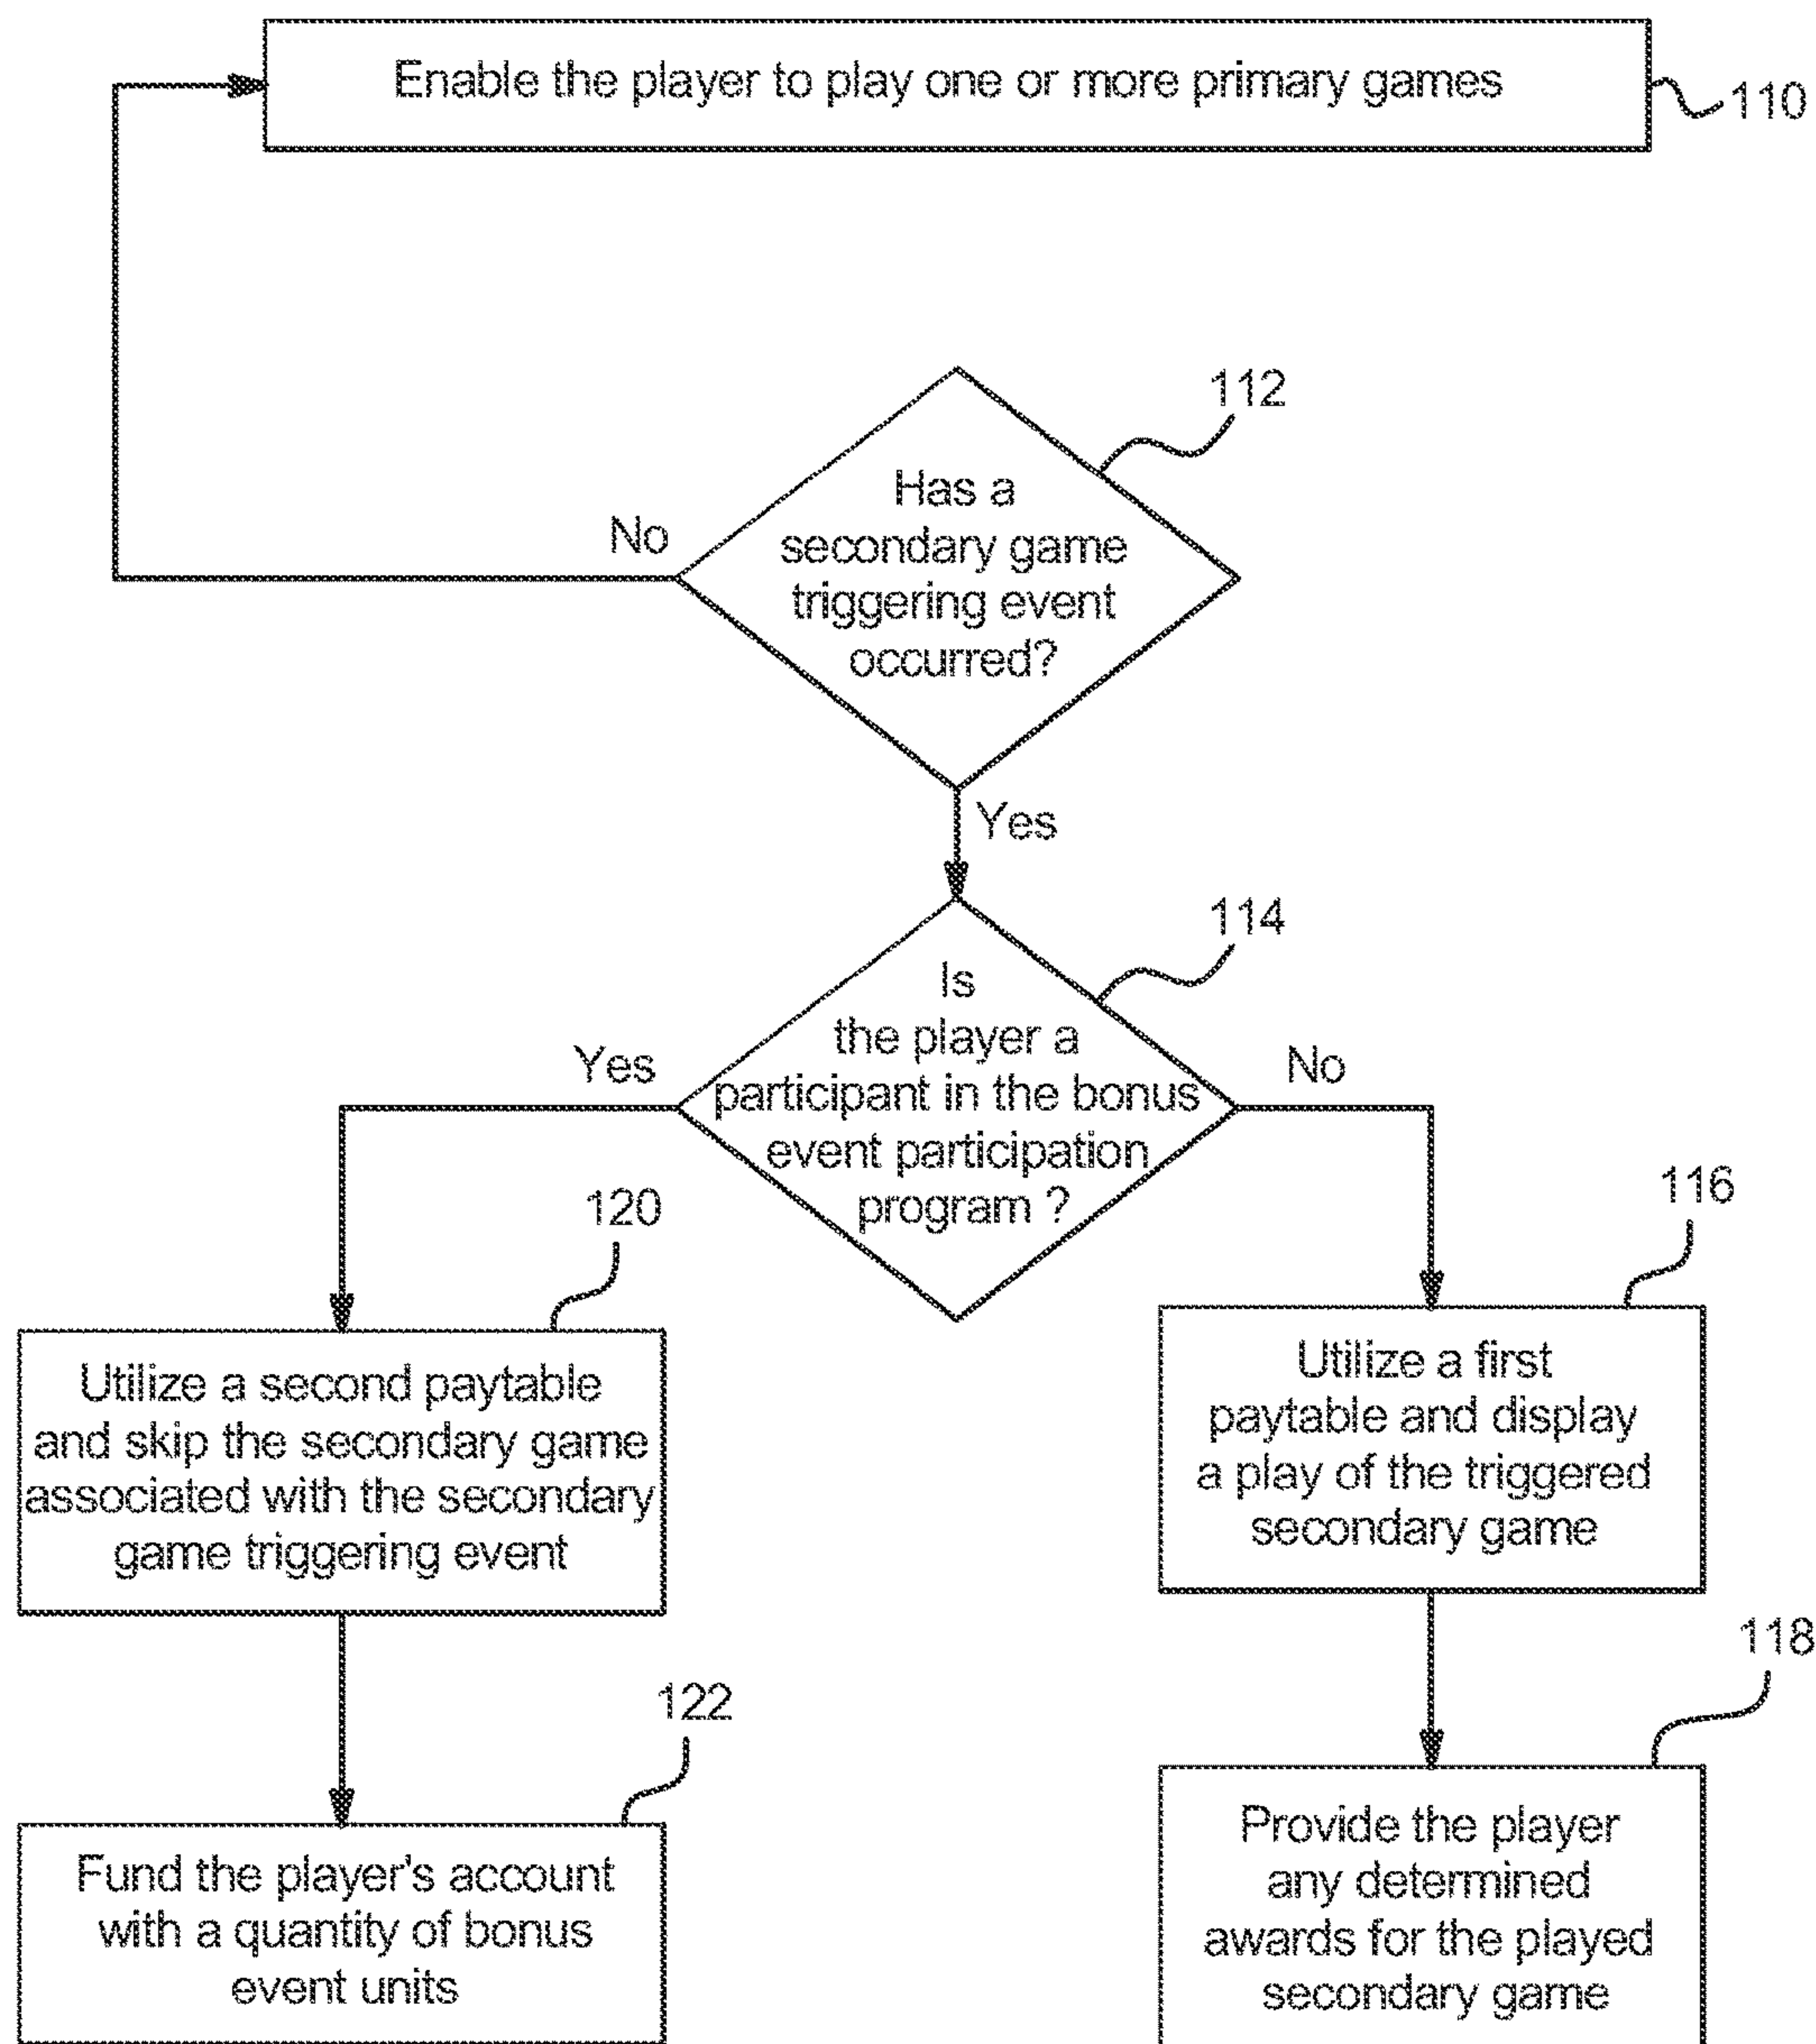 Enable the player to play one or more primary games
110
112
Has a
secondary game
triggering event
occurred?
No
Yes
114
Is
the player a
participant in the bonus
event participation
program ?
Yes
No
120
116
Utilize a second paytable
and skip the secondary game
associated with the secondary
game triggering event
Utilize a first
paytable and display
a play of the triggered
secondary game
122
118
Fund the player's account
with a quantity of bonus
event units
Provide the player
any determined
awards for the played
secondary game